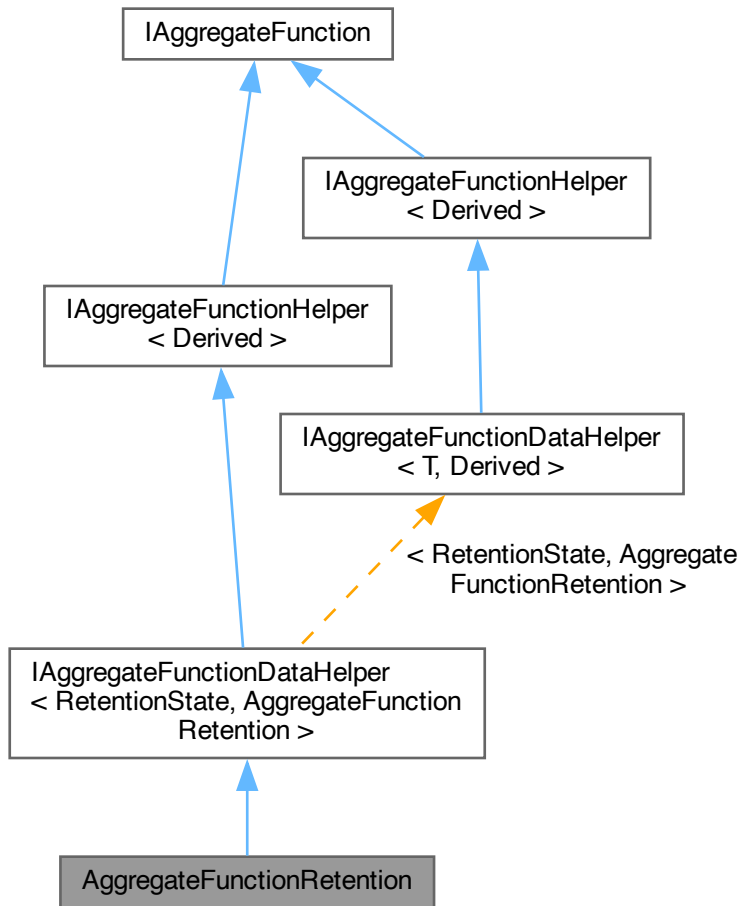 IAggregateFunction
IAggregateFunctionHelper
< Derived >
IAggregateFunctionHelper
< Derived >
IAggregateFunctionDataHelper
< T, Derived >
< RetentionState, Aggregate
FunctionRetention >
IAggregateFunctionDataHelper
< RetentionState, AggregateFunction
Retention >
AggregateFunctionRetention